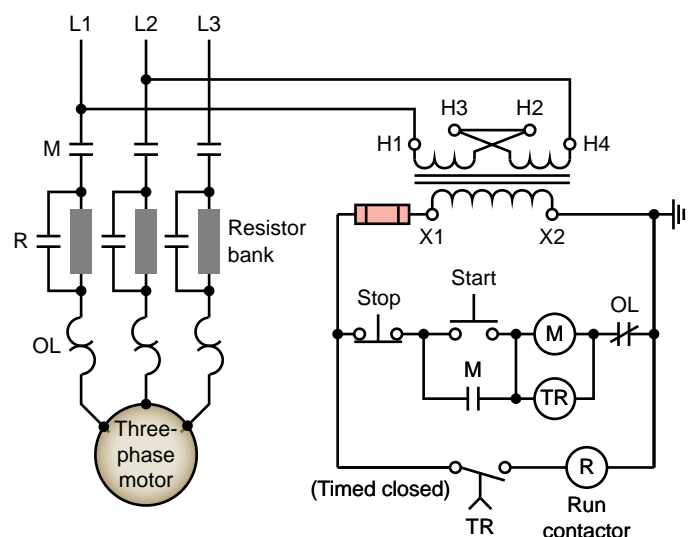 L1 L2 L3
H3 H2
H1 H4
M
X1 X2
R
Resistor
bank
Start
Stop
OL
OL
M
M
TR
Three-
phase
motor
(Timed closed)
R
TR
Run
contactor